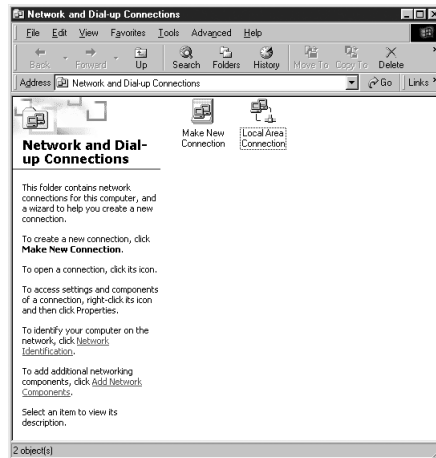 Network and Dial-up Connections
File Edit View Favorites Tools Advanced Help
Back Forward Up Search Folders History Move To Copy To Delete »
Address Network and Dial-up Connections Go Links »
Network and Dial-
up Connections
Make New
Connection
Local Area
Connection
This folder contains network
connections for this computer, and
a wizard to help you create a new
connection.
To create a new connection, click
Make New Connection.
To open a connection, click its icon.
To access settings and components
of a connection, right-click its icon
and then click Properties.
To identify your computer on the
network, click Network
Identification.
To add additional networking
components, click Add Network
Components.
Select an item to view its
description.
2 object(s)